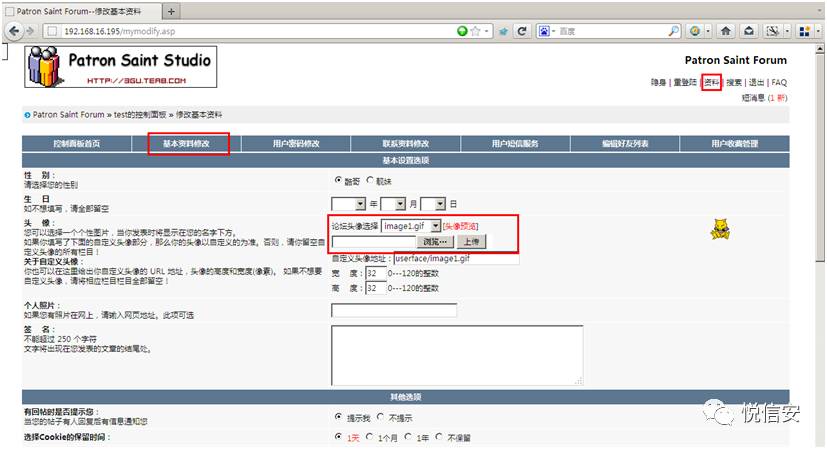 Patron Saint Forum--修改基本资料
192.168.16.195/mymodify.asp
百度
Patron Saint Studio
HTTP://3GU.TEAB.COM
Patron Saint Forum
隐身 | 重登陆 | 资料 | 搜索 | 退出 | FAQ
短消息 (1 新)
Patron Saint Forum » test的控制面板 » 修改基本资料
控制面板首页 基本资料修改 用户密码修改 联系资料修改 用户短信服务 编辑好友列表 用户收藏管理
基本设置选项
性 别：
请选择您的性别
酷哥 靓妹
生 日
如不想填写，请全部留空
年 月 日
头 像：
您可以选择一个个性图片，当你发表时将显示在您的名字下方。
如果你填写了下面的自定义头像部分，那么你的头像以自定义的为准。否则，请你留空自定义头像的所有栏目！
关于自定义头像：
你也可以在这里给出你自定义头像的 URL 地址，头像的高度和宽度(像素)。 如果不想要自定义头像，请将相应栏目栏目全部留空！
论坛头像选择 image1.gif [头像预览]
浏览… 上传
自定义头像地址：userface/image1.gif
宽 度：32 0---120的整数
高 度：32 0---120的整数
个人照片：
如果您有照片在网上，请输入网页地址。此项可选
签 名：
不能超过 250 个字符
文字将出现在您发表的文章的结尾处。
其他选项
有回帖时是否提示您：
当您的帖子有人回复后有信息通知您
提示我 不提示
选择Cookie的保留时间：
1天 1个月 1年 不保留
悦信安